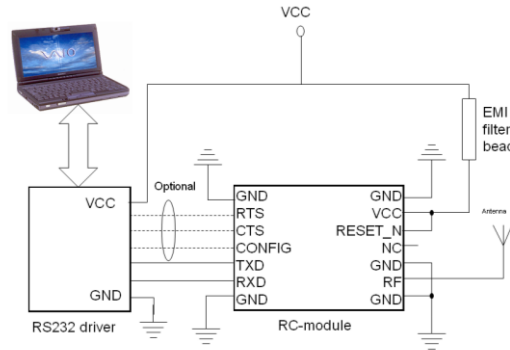 VCC
VAIO
EMI
filter
bead
Optional
Antenna
VCC
GND
RTS
CTS
CONFIG
TXD
RXD
GND
GND
VCC
RESET_N
NC
GND
RF
GND
GND
RS232 driver
RC-module